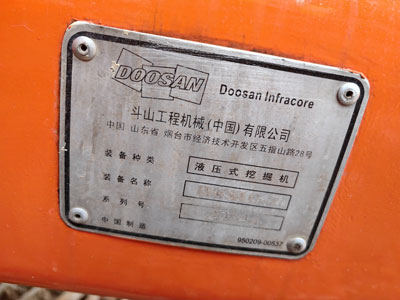 DOOSAN Doosan Infracore
斗山工程机械(中国)有限公司
中国 山东省 烟台市经济技术开发区五指山路28号
装备种类 液压式挖掘机
装备名称
系列号
中国制造
950209-00537